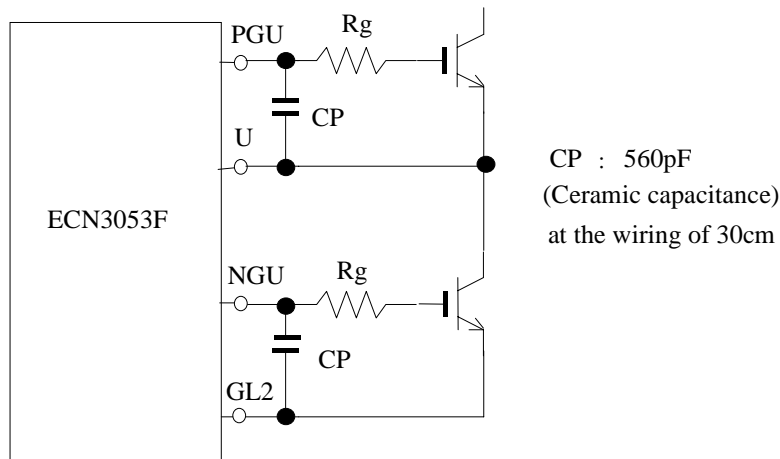 PGU
Rg
CP
U
CP : 560pF
(Ceramic capacitance)
at the wiring of 30cm
ECN3053F
NGU
Rg
CP
GL2